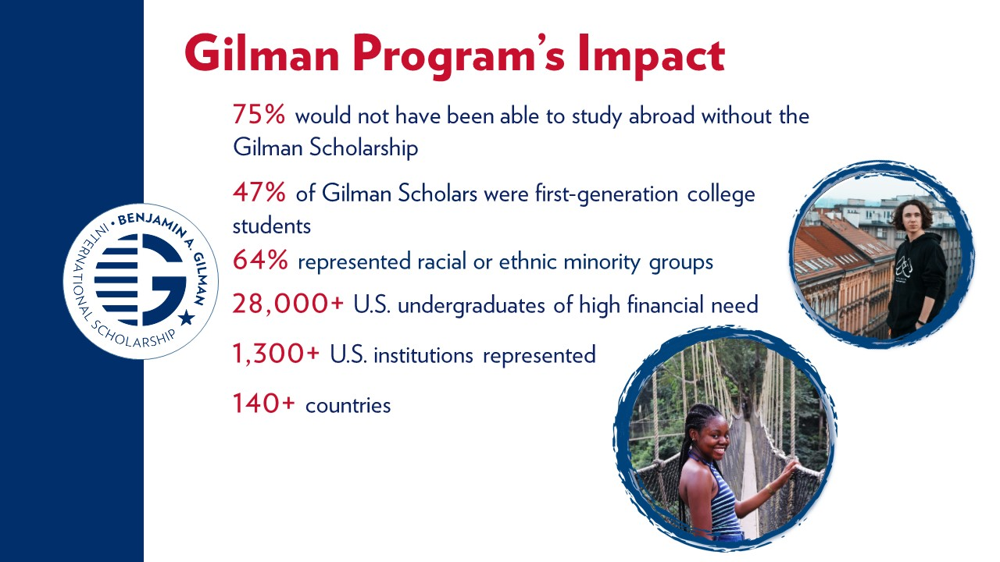 Gilman Program’s Impact
75% would not have been able to study abroad without the
Gilman Scholarship
47% of Gilman Scholars were first-generation college
students
64% represented racial or ethnic minority groups
28,000+ U.S. undergraduates of high financial need
1,300+ U.S. institutions represented
140+ countries
• BENJAMIN A. GILMAN
INTERNATIONAL SCHOLARSHIP
G